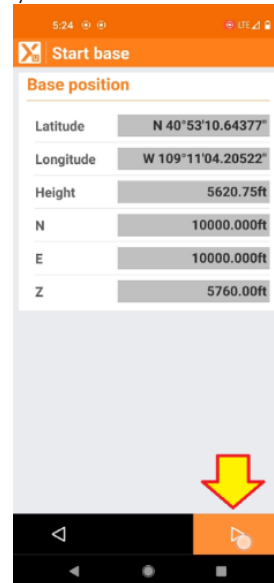 5:24 LTE
Start base
Base position
Latitude N 40°53'10.64377"
Longitude W 109°11'04.20522"
Height 5620.75ft
N 10000.000ft
E 10000.000ft
Z 5760.00ft